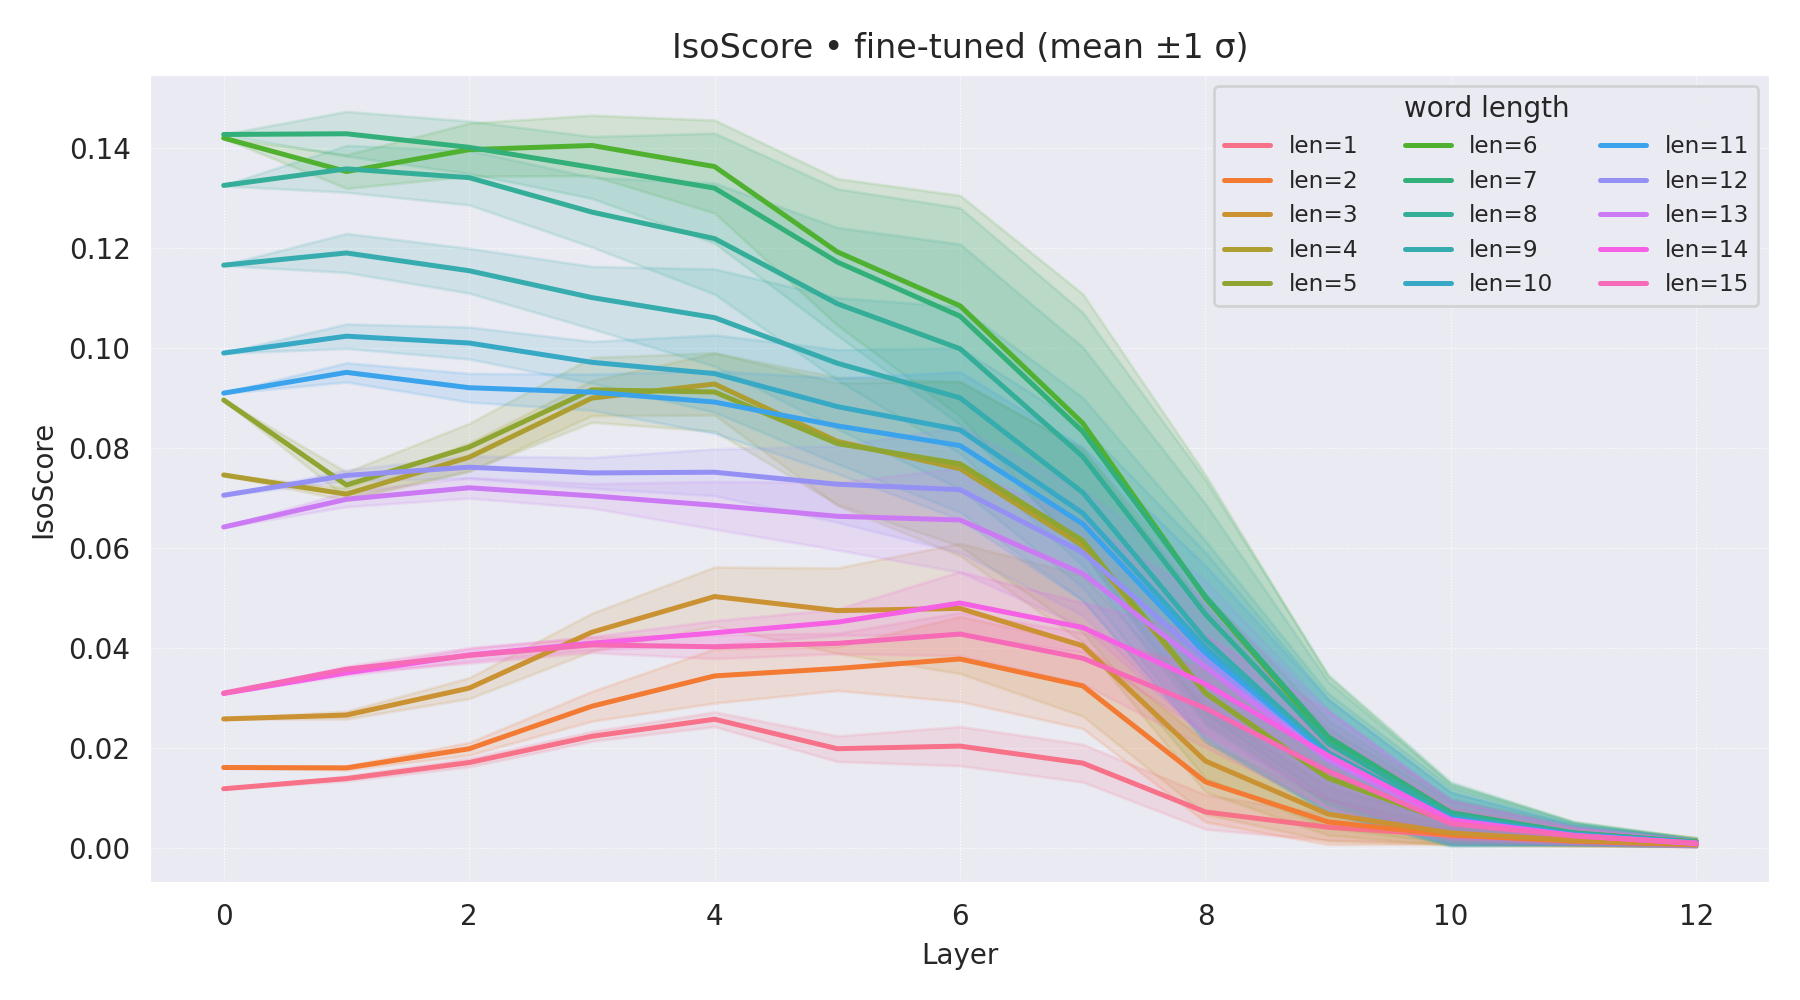 IsoScore • fine-tuned (mean ±1 σ)
word length
len=1
len=2
len=3
len=4
len=5
len=6
len=7
len=8
len=9
len=10
len=11
len=12
len=13
len=14
len=15
IsoScore
0.14
0.12
0.10
0.08
0.06
0.04
0.02
0.00
0 2 4 6 8 10 12
Layer